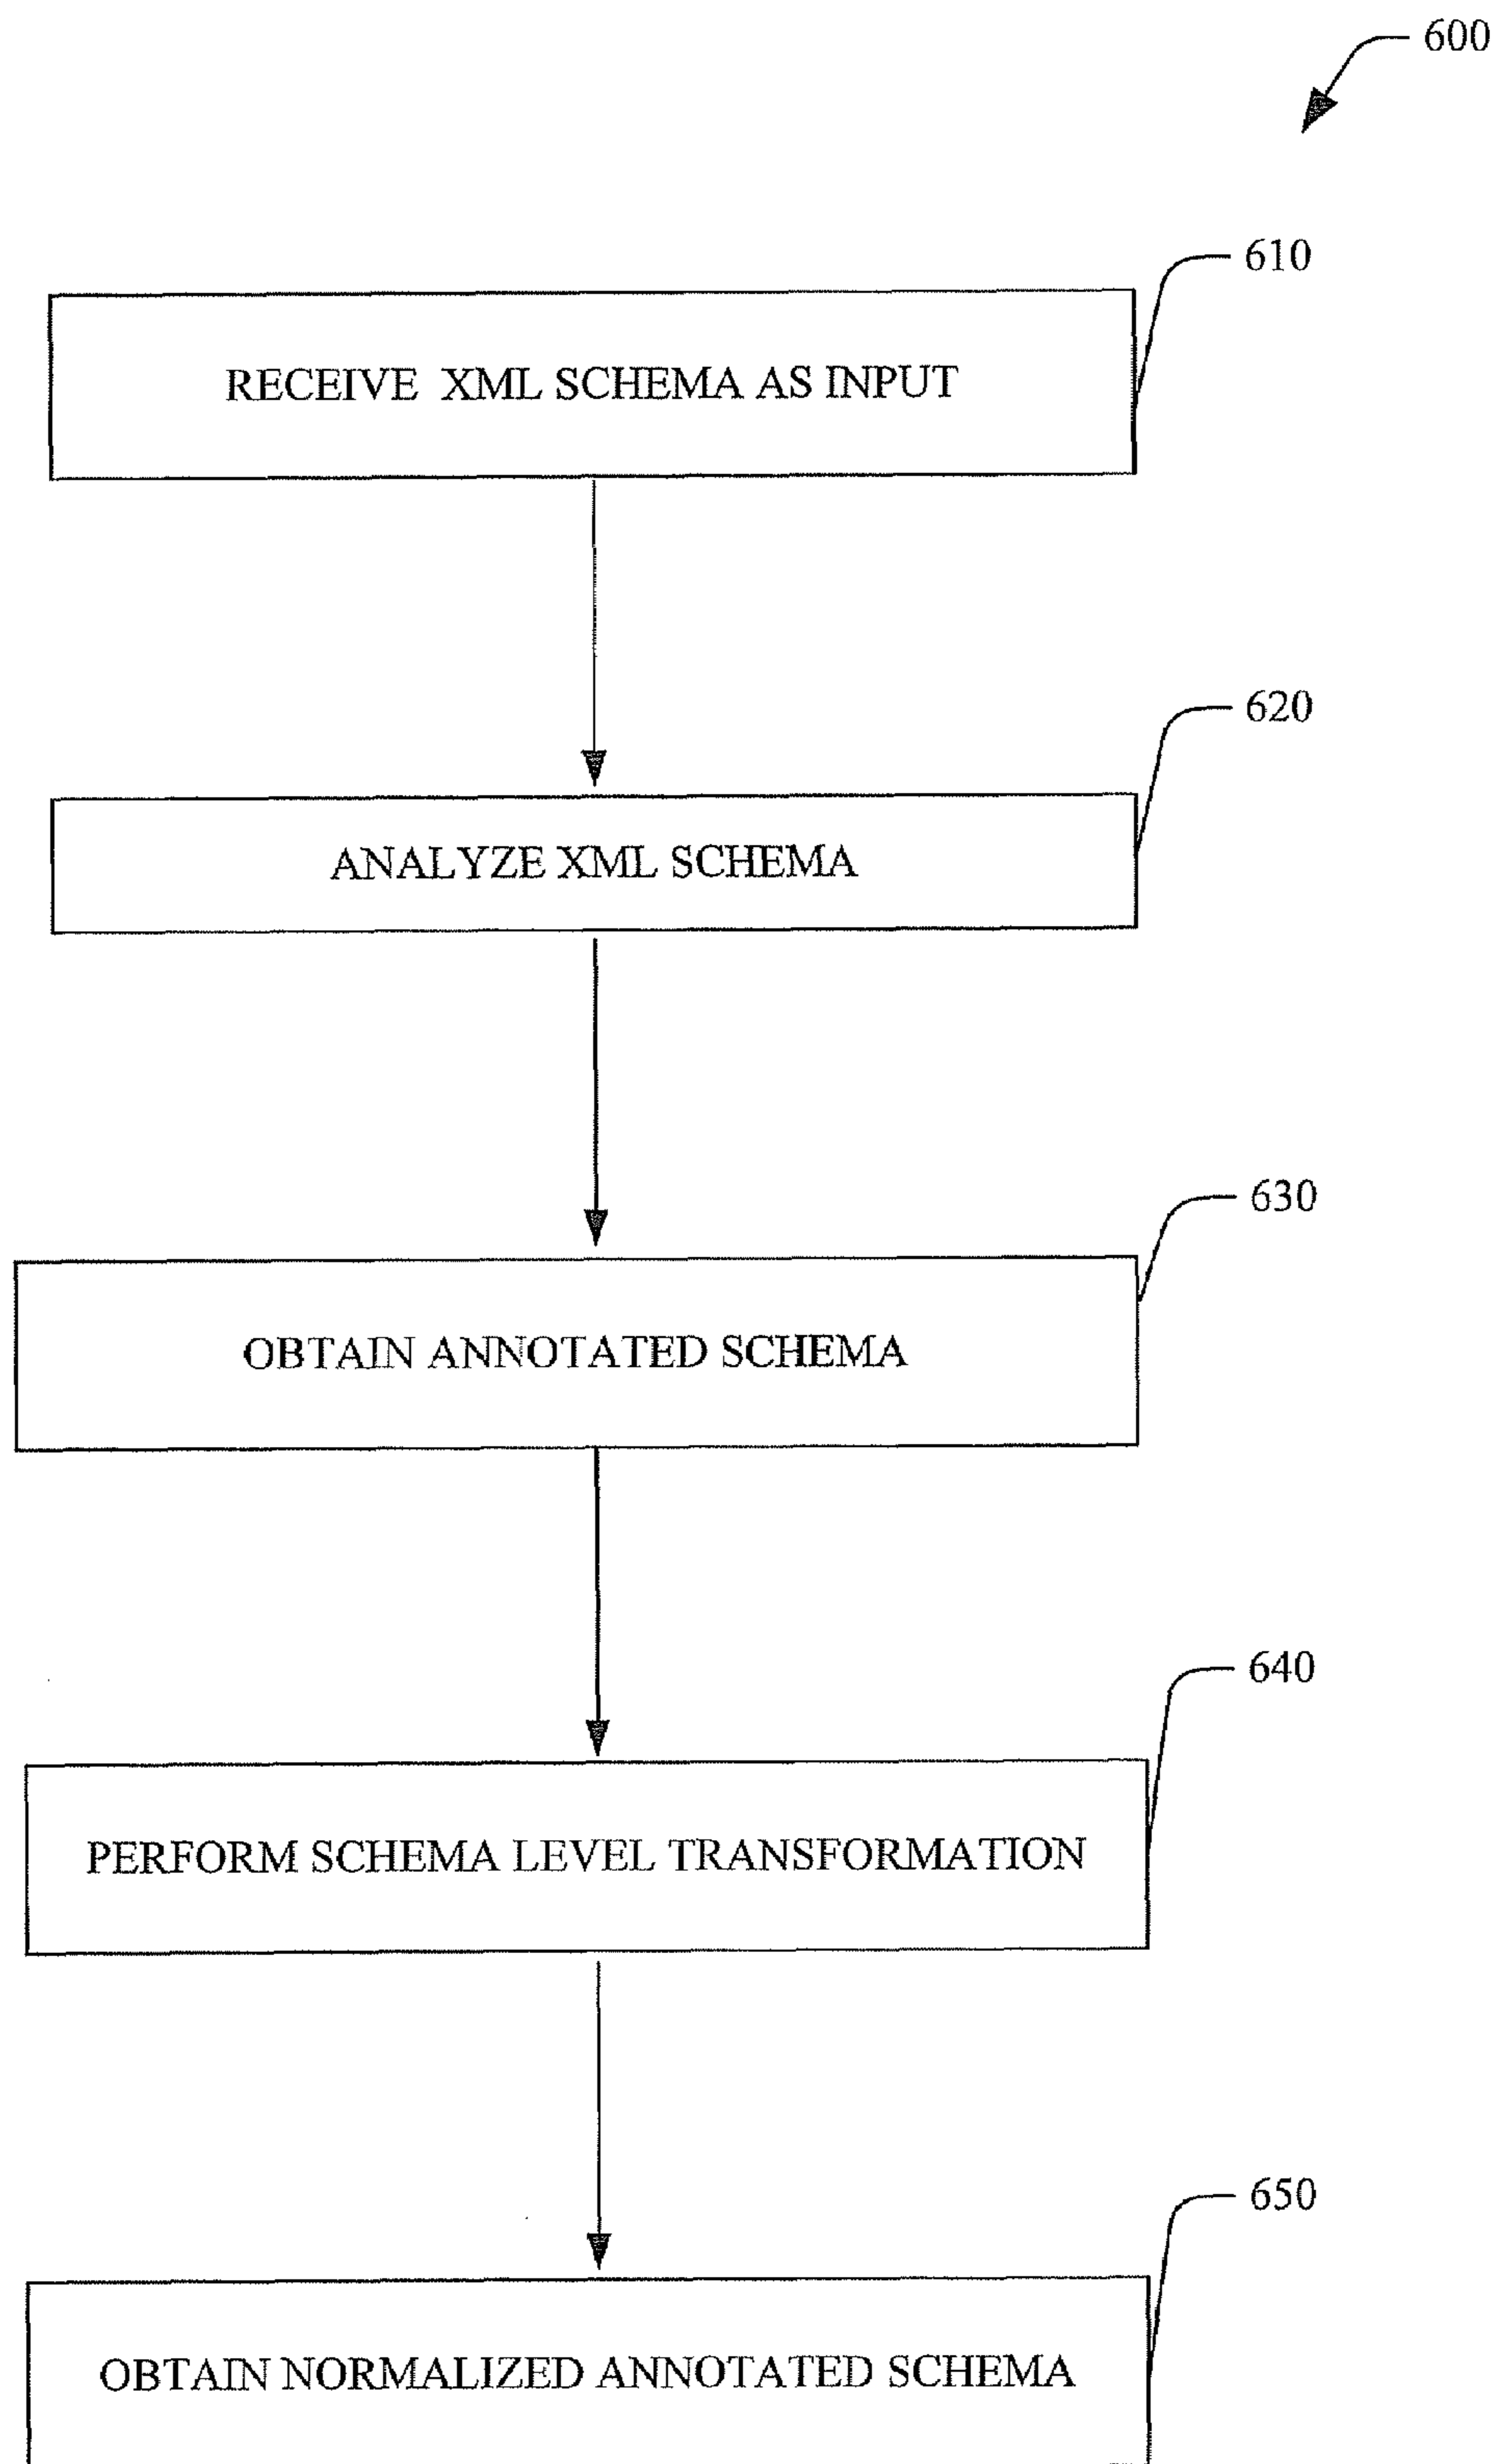 600
610
RECEIVE XML SCHEMA AS INPUT
620
ANALYZE XML SCHEMA
630
OBTAIN ANNOTATED SCHEMA
640
PERFORM SCHEMA LEVEL TRANSFORMATION
650
OBTAIN NORMALIZED ANNOTATED SCHEMA